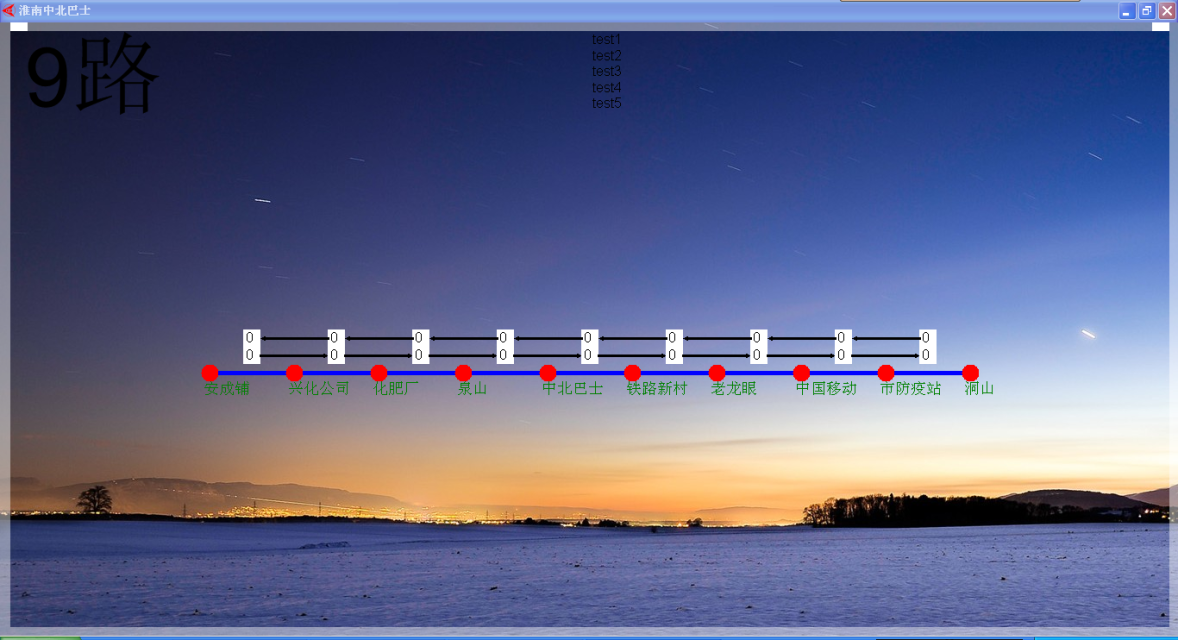 淮南中北巴士
9路
test1
test2
test3
test4
test5
0 0 0 0 0 0 0 0 0
0 0 0 0 0 0 0 0 0
安成铺 兴化公司 化肥厂 泉山 中北巴士 铁路新村 老龙眼 中国移动 市防疫站 洞山